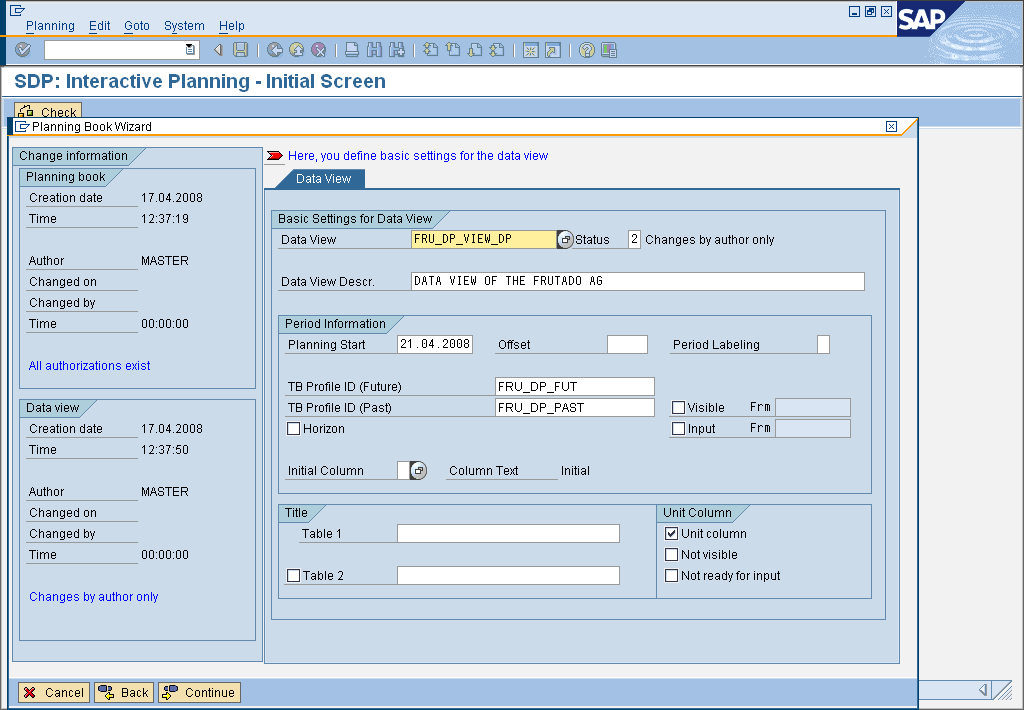 Planning Edit Goto System Help
SAP
SDP: Interactive Planning - Initial Screen
Check
Planning Book Wizard
Change information
Planning book
Creation date 17.04.2008
Time 12:37:19
Author MASTER
Changed on
Changed by
Time 00:00:00
All authorizations exist
Data view
Creation date 17.04.2008
Time 12:37:50
Author MASTER
Changed on
Changed by
Time 00:00:00
Changes by author only
Here, you define basic settings for the data view
Data View
Basic Settings for Data View
Data View FRU_DP_VIEW_DP Status 2 Changes by author only
Data View Descr. DATA VIEW OF THE FRUTADO AG
Period Information
Planning Start 21.04.2008 Offset Period Labeling
TB Profile ID (Future) FRU_DP_FUT
TB Profile ID (Past) FRU_DP_PAST Visible Frm
Horizon Input Frm
Initial Column Column Text Initial
Title
Table 1
Table 2
Unit Column
Unit column
Not visible
Not ready for input
Cancel Back Continue